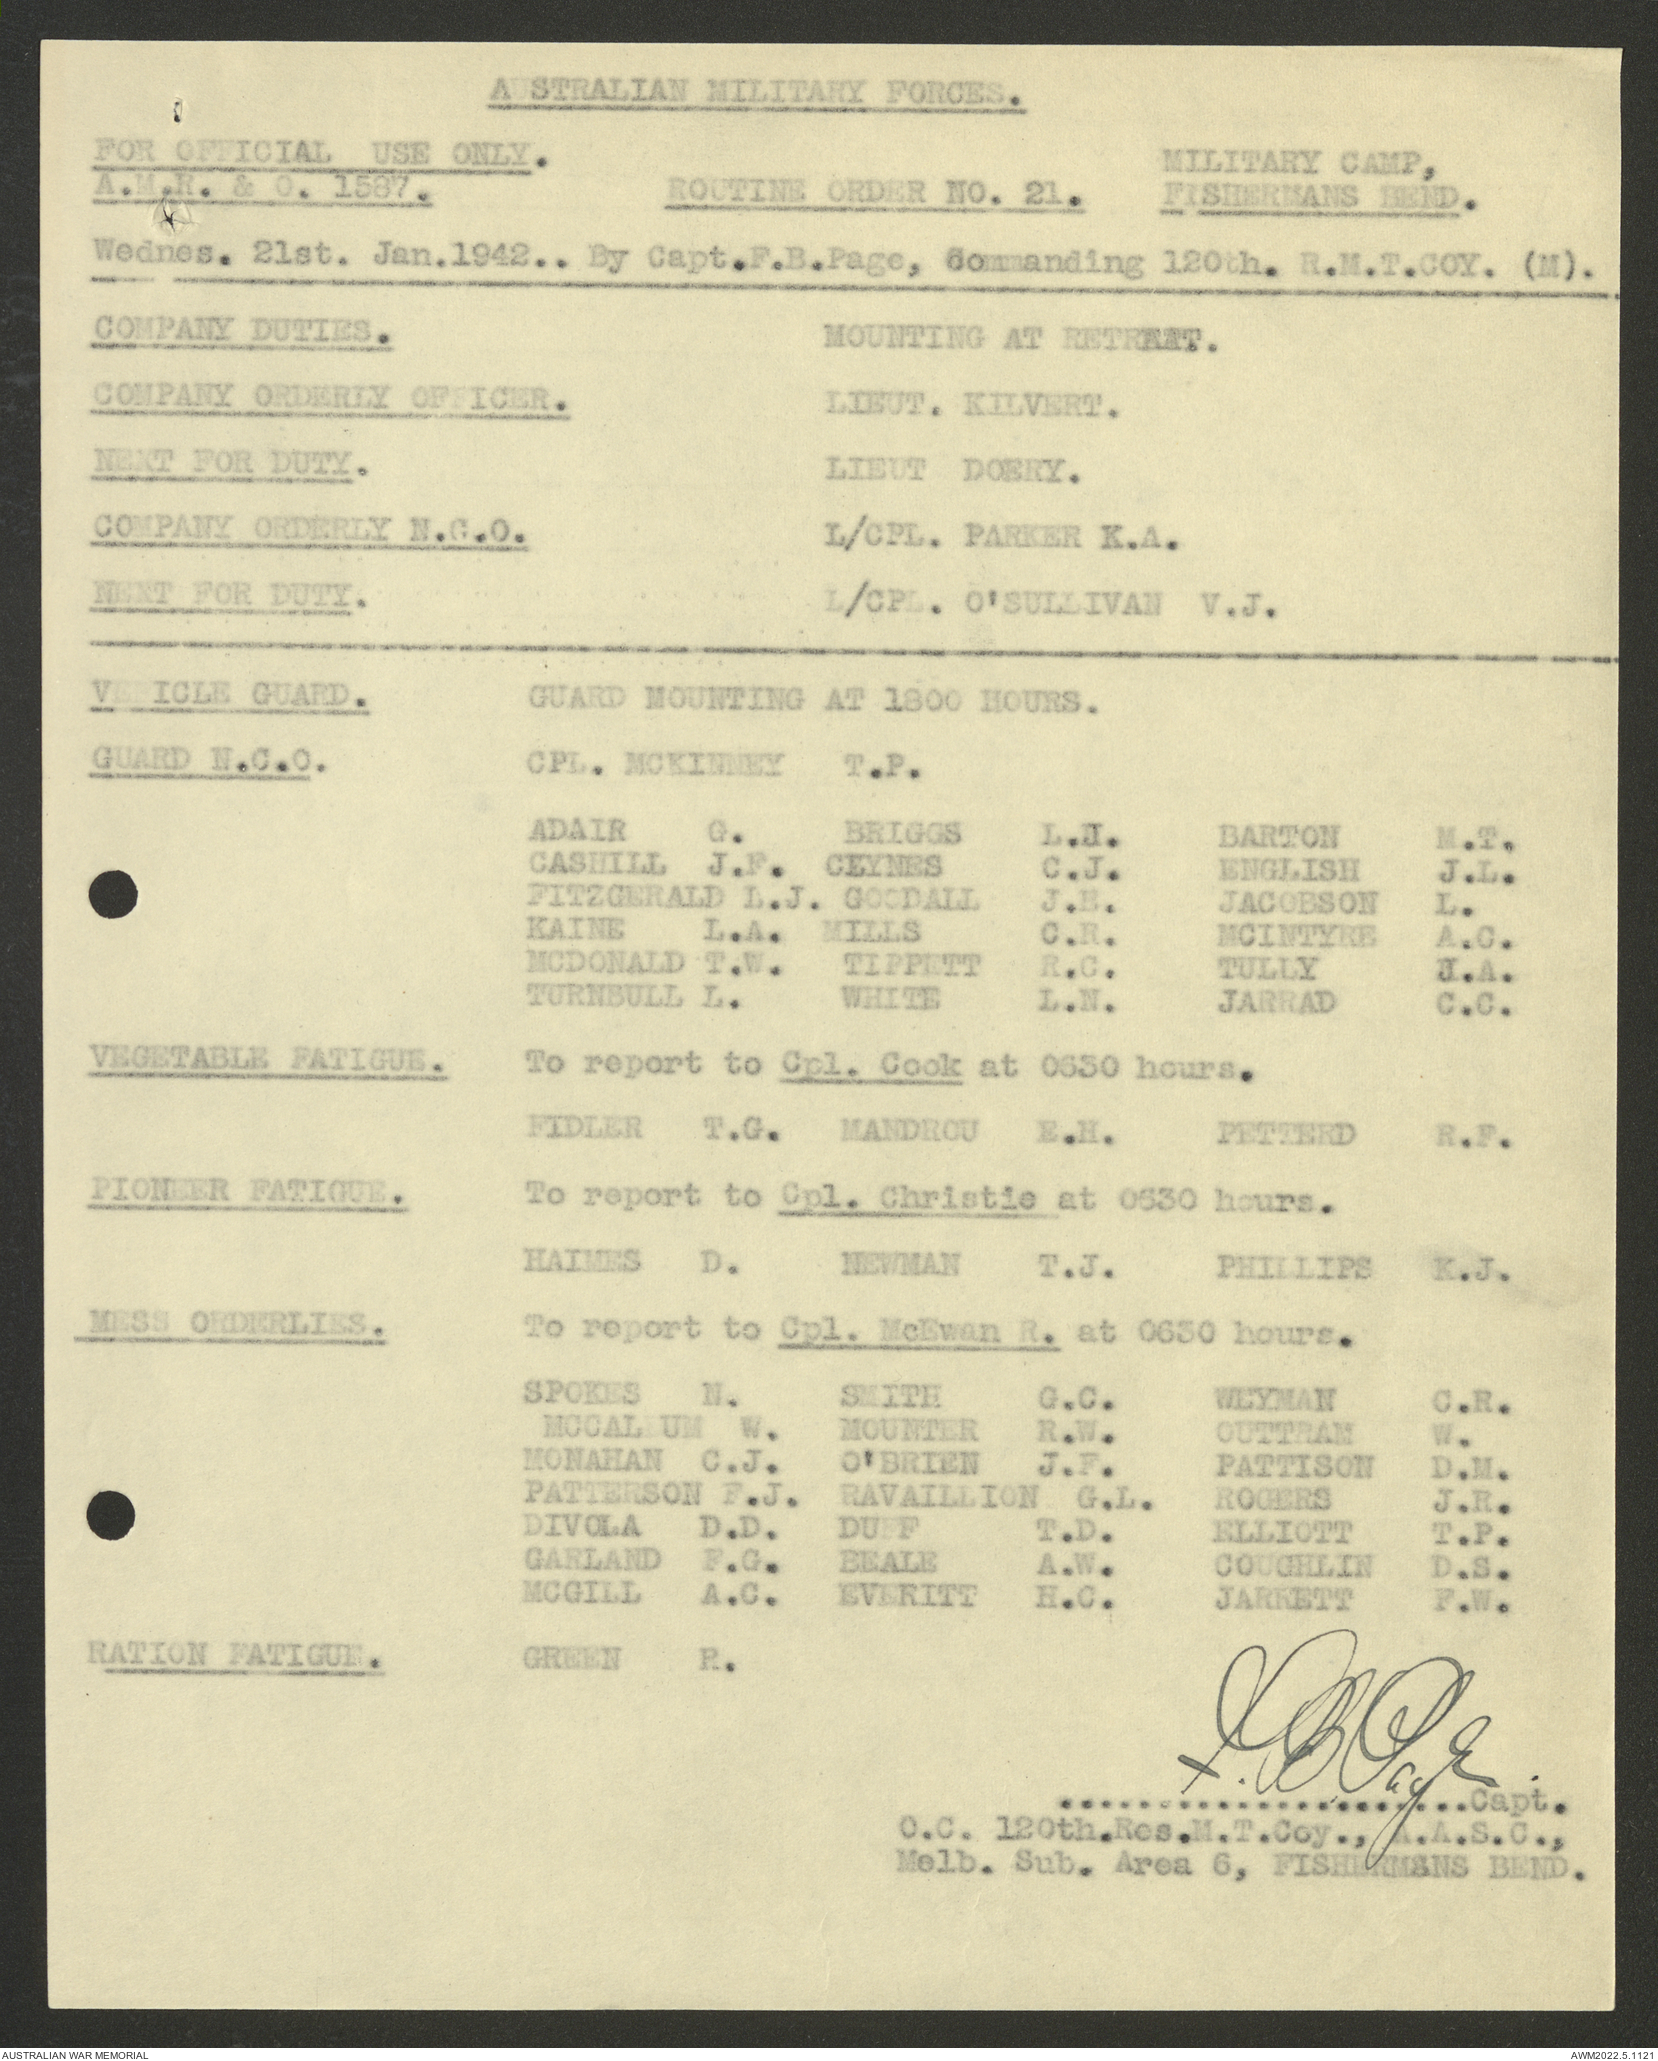 AUSTRALIAN MILITARY FORCES.
FOR OFFICIAL USE ONLY.
A.M.R. & O. 1587.
ROUTINE ORDER NO. 21.
MILITARY CAMP,
FISHERMANS BEND.
Wednes. 21st. Jan.1942.. By Capt.F.B.Page, Commanding 120th. R.M.T.COY. (M).
COMPANY DUTIES. MOUNTING AT RETREAT.
COMPANY ORDERLY OFFICER. LIEUT. KILVERT.
NEXT FOR DUTY. LIEUT DOERY.
COMPANY ORDERLY N.C.O. L/CPL. PARKER K.A.
NEXT FOR DUTY. L/CPL. O'SULLIVAN V.J.
VEHICLE GUARD. GUARD MOUNTING AT 1800 HOURS.
GUARD N.C.O. CPL. MCKINNEY T.P.
ADAIR G. BRIGGS L.J. BARTON M.T.
CASHILL J.F. CEYNES C.J. ENGLISH J.L.
FITZGERALD L.J. GOODALL J.E. JACOBSON L.
KAINE L.A. MILLS C.R. MCINTYRE A.G.
MCDONALD T.W. TIPPETT R.C. TULLY J.A.
TURNBULL L. WHITE L.N. JARRAD C.C.
VEGETABLE FATIGUE. To report to Cpl. Cook at 0630 hours.
FIDLER T.G. MANDROU E.H. PETTERD R.F.
PIONEER FATIGUE. To report to Cpl. Christie at 0630 hours.
HAIMES D. NEWMAN T.J. PHILLIPS K.J.
MESS ORDERLIES. To report to Cpl. McEwan R. at 0630 hours.
SPOKES N. SMITH G.C. WEYMAN C.R.
MCCALLUM W. MOUNTER R.W. OUTTRAM W.
MONAHAN C.J. O'BRIEN J.F. PATTISON D.M.
PATTERSON F.J. RAVAILLION G.L. ROGERS J.R.
DIVOLA D.D. DUFF T.D. ELLIOTT T.P.
GARLAND F.G. BEALE A.W. COUGHLIN D.S.
MCGILL A.C. EVERITT H.C. JARRETT F.W.
RATION FATIGUE. GREEN R.
F.B Page.
.....................Capt.
O.C. 120th.Res.M.T.Coy., A.A.S.C.,
Melb. Sub. Area 6, FISHERMANS BEND.
AUSTRALIAN WAR MEMORIAL
AWM2022.5.1121